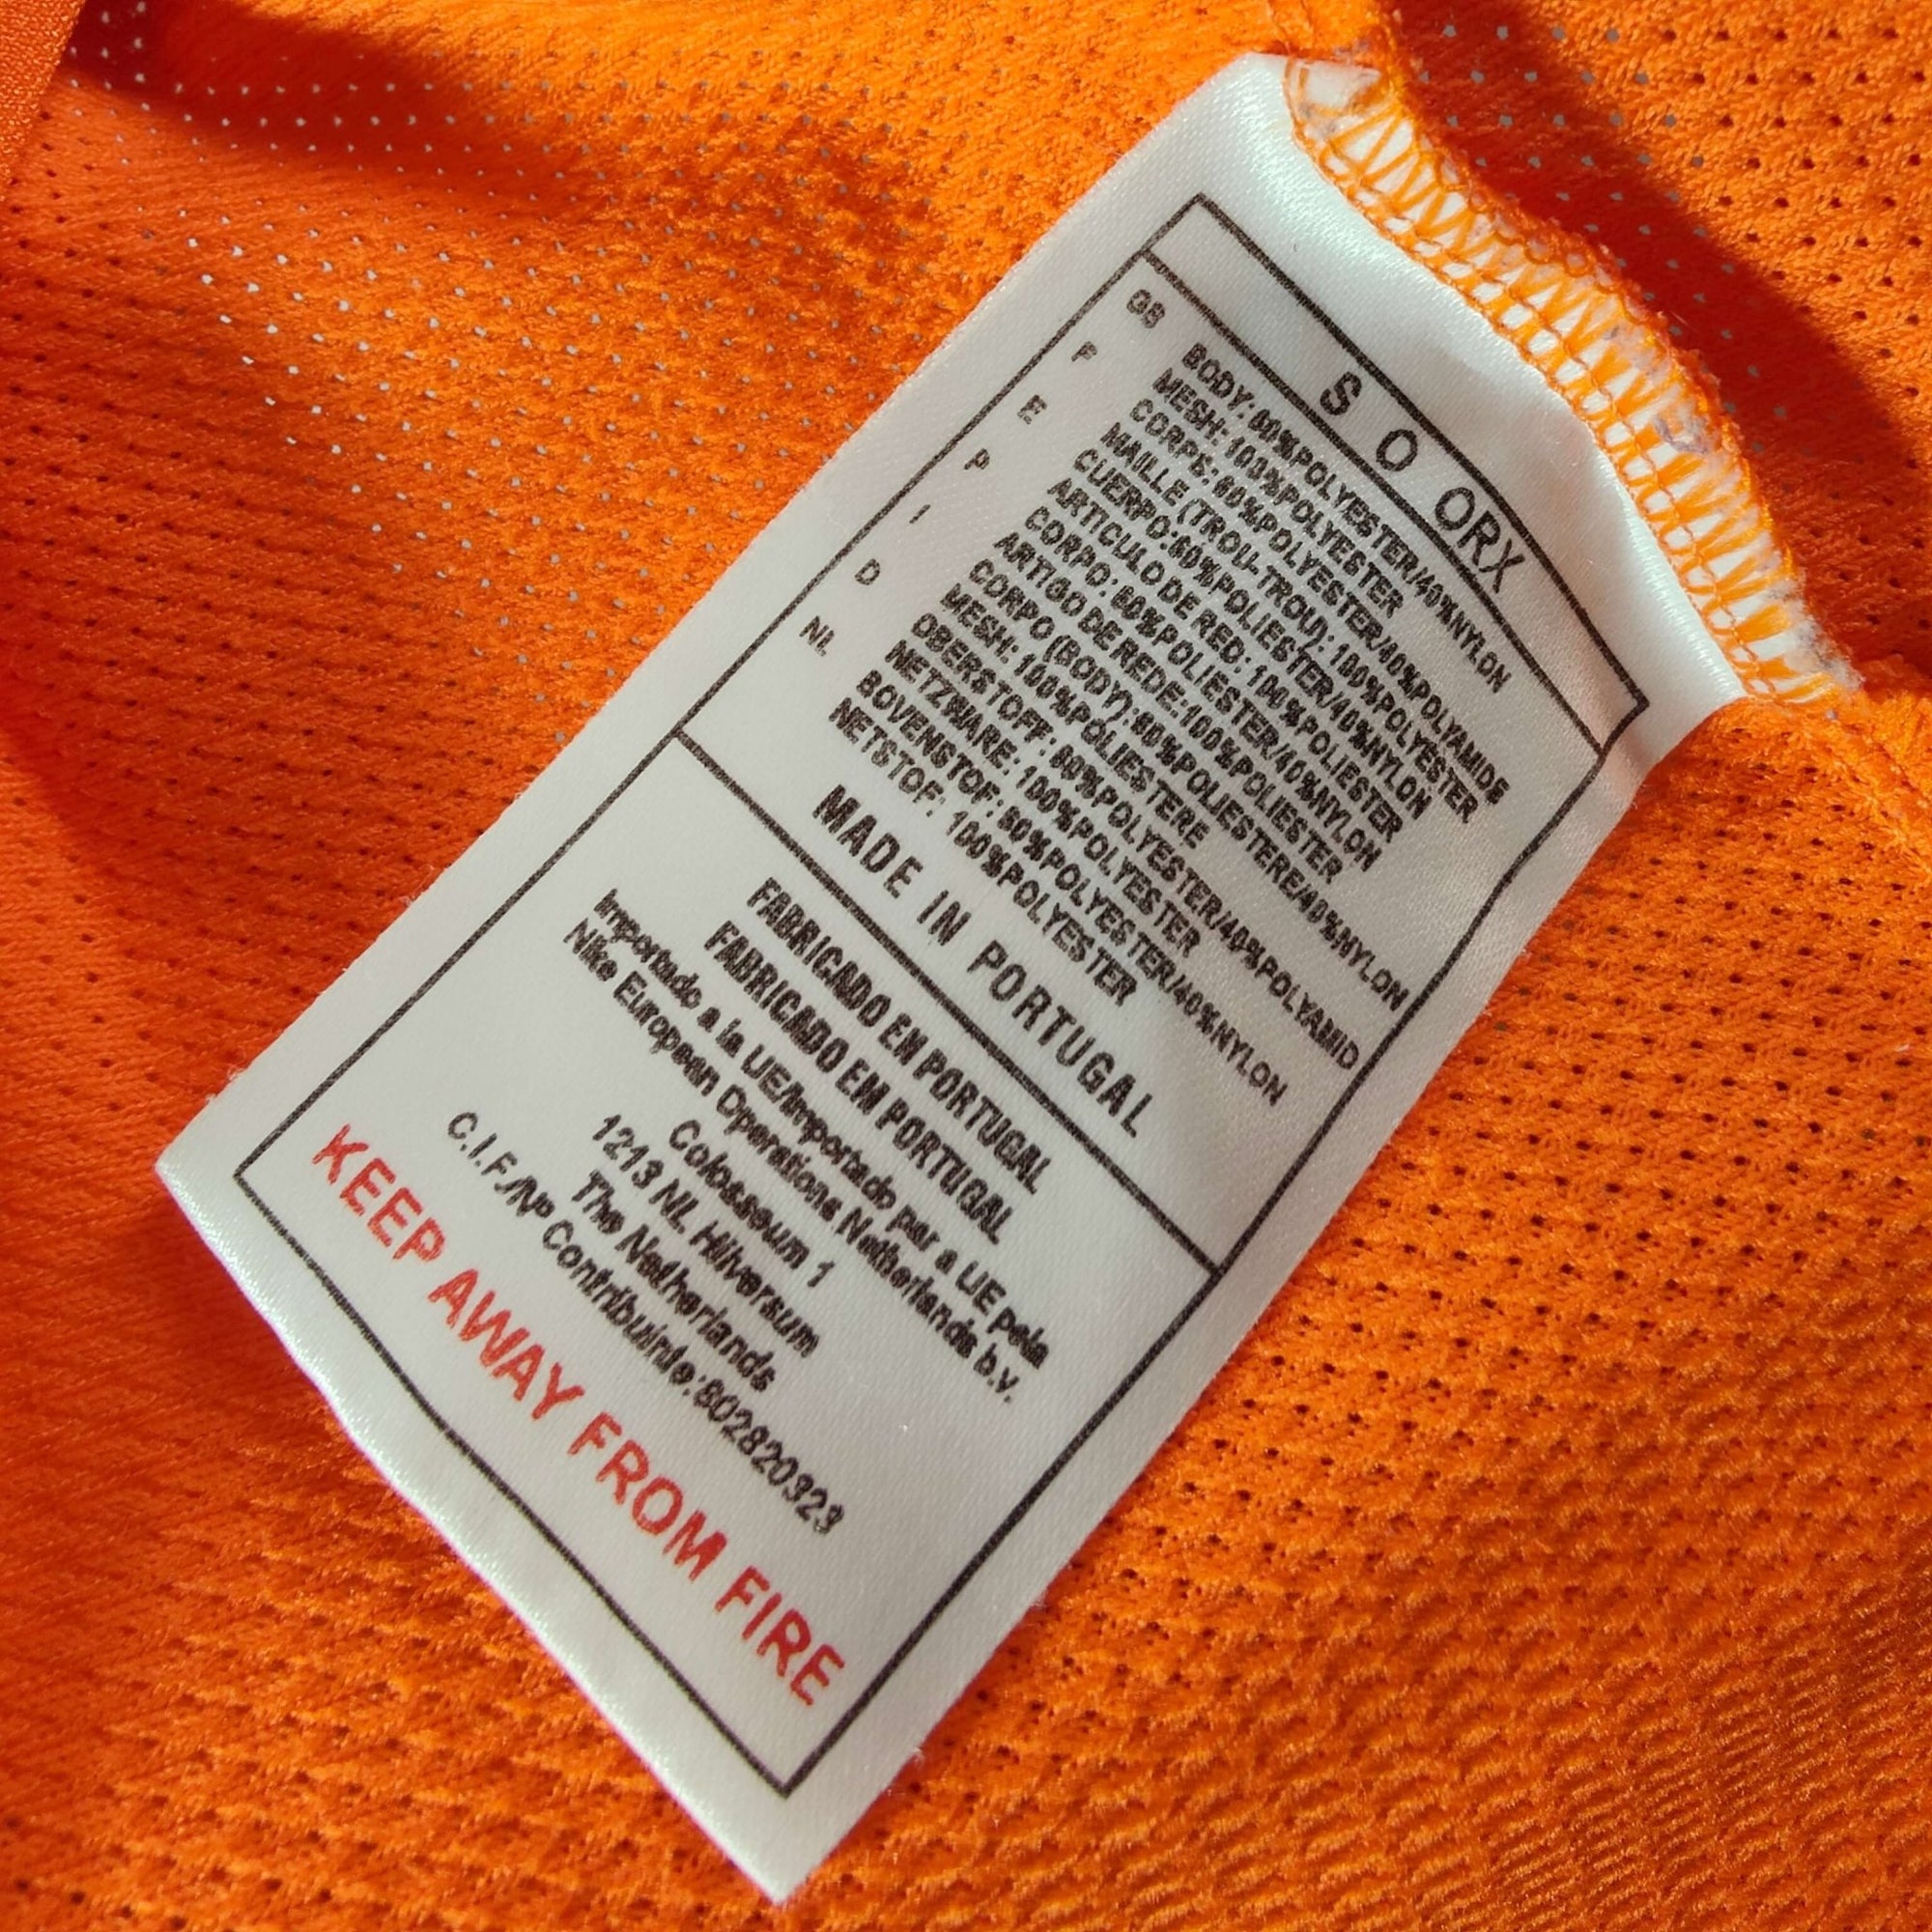 S O ORX
GB BODY: 60%POLYESTER/40%NYLON
MESH: 100%POLYESTER
F CORPS: 60%POLYESTER/40%POLYAMIDE
MAILLE (TROU-TROU): 100%POLYESTER
E CUERPO:60%POLIESTER/40%NYLON
ARTICULO DE RED: 100%POLIESTER
P CORPO: 60%POLIESTER/40%NYLON
ARTIGO DE REDE:100%POLIESTER
I CORPO (BODY): 60%POLIESTERE/40%NYLON
MESH: 100%POLIESTERE
D OBERSTOFF: 60%POLYESTER/40%POLYAMID
NETZWARE: 100%POLYESTER
NL BOVENSTOF: 60%POLYESTER/40%NYLON
NETSTOF: 100%POLYESTER
MADE IN PORTUGAL
FABRICADO EN PORTUGAL
FABRICADO EM PORTUGAL
Importado a la UE/Importado par a UE pela
Nike European Operations Netherlands b.v.
Colosseum 1
1213 NL Hilversum
The Netherlands
C.I.F./Nº Contribuinte:802820323
KEEP AWAY FROM FIRE